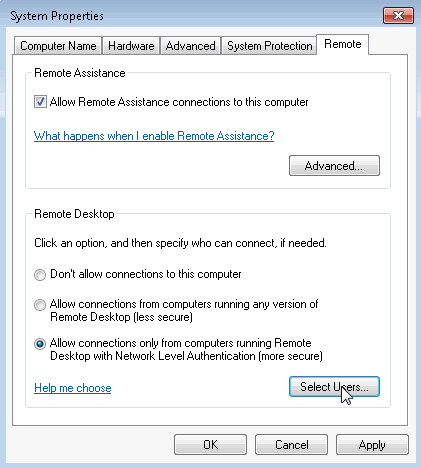 System Properties
Computer Name Hardware Advanced System Protection Remote
Remote Assistance
Allow Remote Assistance connections to this computer
What happens when I enable Remote Assistance?
Advanced...
Remote Desktop
Click an option, and then specify who can connect, if needed.
Don't allow connections to this computer
Allow connections from computers running any version of
Remote Desktop (less secure)
Allow connections only from computers running Remote
Desktop with Network Level Authentication (more secure)
Help me choose
Select Users...
OK Cancel Apply